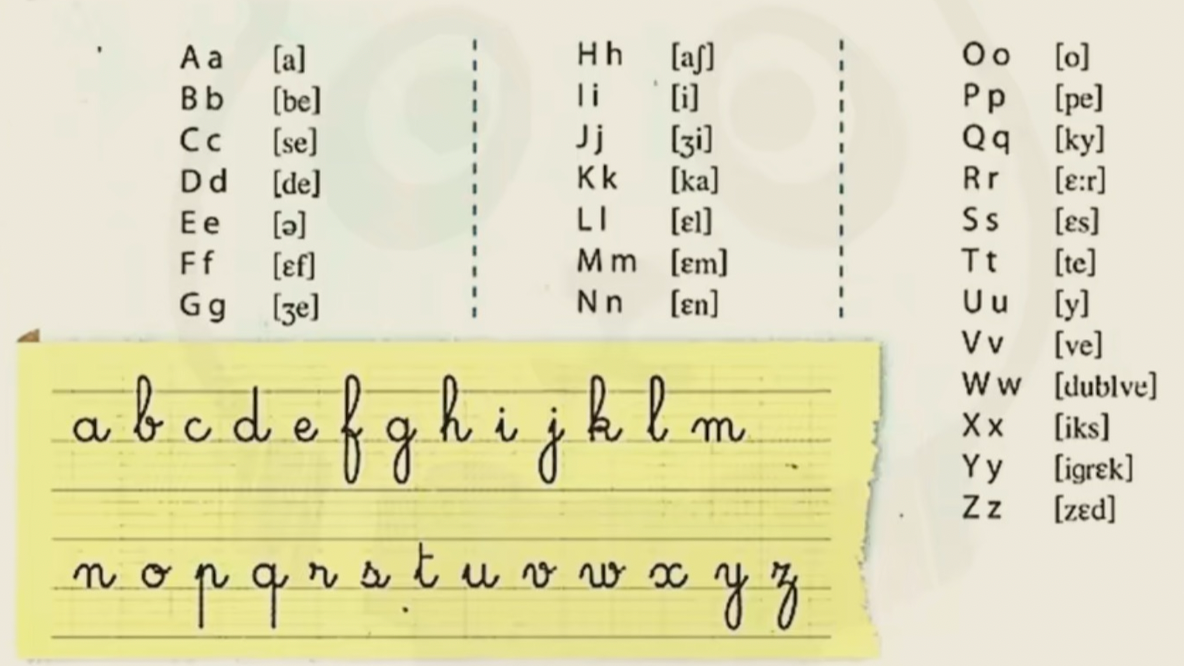 A a [a]
B b [be]
C c [se]
D d [de]
E e [ə]
F f [ɛf]
G g [ʒe]
H h [aʃ]
I i [i]
J j [ʒi]
K k [ka]
L l [ɛl]
M m [ɛm]
N n [ɛn]
O o [o]
P p [pe]
Q q [ky]
R r [ɛ:r]
S s [ɛs]
T t [te]
U u [y]
V v [ve]
W w [dublve]
X x [iks]
Y y [igrɛk]
Z z [zɛd]
a b c d e f g h i j k l m
n o p q r s t u v w x y z